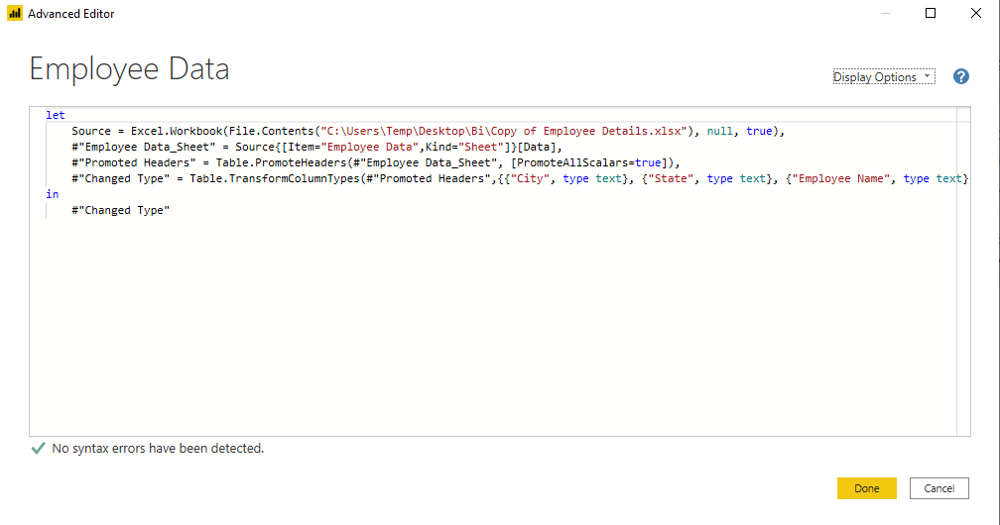 Advanced Editor
Employee Data
Display Options
?
let
Source = Excel.Workbook(File.Contents("C:\Users\Temp\Desktop\Bi\Copy of Employee Details.xlsx"), null, true),
#"Employee Data_Sheet" = Source{[Item="Employee Data",Kind="Sheet"]}[Data],
#"Promoted Headers" = Table.PromoteHeaders(#"Employee Data_Sheet", [PromoteAllScalars=true]),
#"Changed Type" = Table.TransformColumnTypes(#"Promoted Headers",{{"City", type text}, {"State", type text}, {"Employee Name", type text}
in
#"Changed Type"
No syntax errors have been detected.
Done Cancel